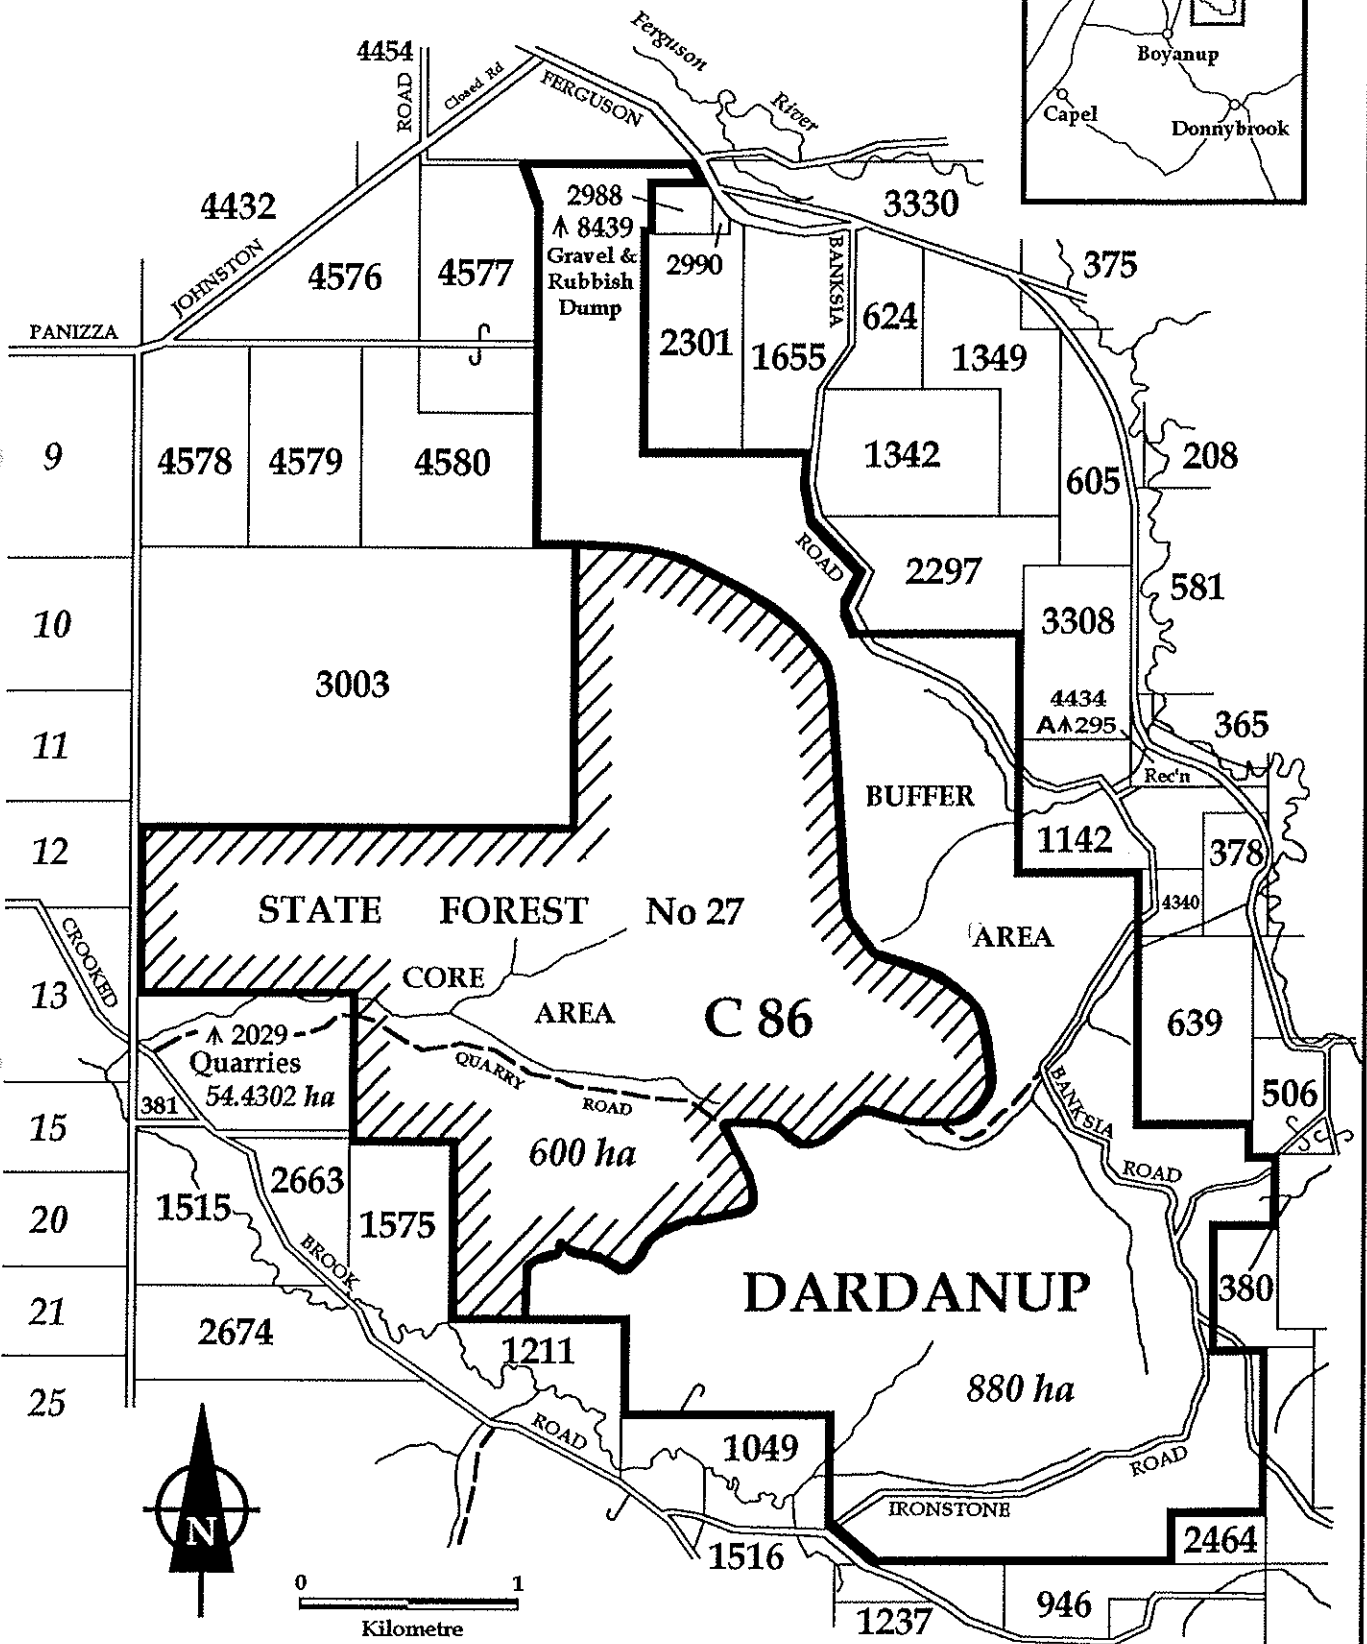 Boyanup
Capel
Donnybrook
4454
ROAD
Closed Rd
FERGUSON
Ferguson
River
4432
JOHNSTON
4576
4577
2988
8439
Gravel &
Rubbish
Dump
2990
3330
375
PANIZZA
2301
1655
BANKSIA
624
1349
9
4578
4579
4580
1342
605
208
ROAD
2297
581
10
3003
3308
11
4434
A 295
365
Rec'n
BUFFER
12
1142
378
STATE FOREST No 27
4340
CROOKED
AREA
13
CORE
AREA
C 86
639
2029
Quarries
54.4302 ha
QUARRY
ROAD
BANKSIA
506
381
15
600 ha
ROAD
2663
1515
1575
20
BROOK
380
21
2674
DARDANUP
1211
880 ha
25
ROAD
1049
ROAD
IRONSTONE
N
2464
1516
0 1
Kilometre
1237
946